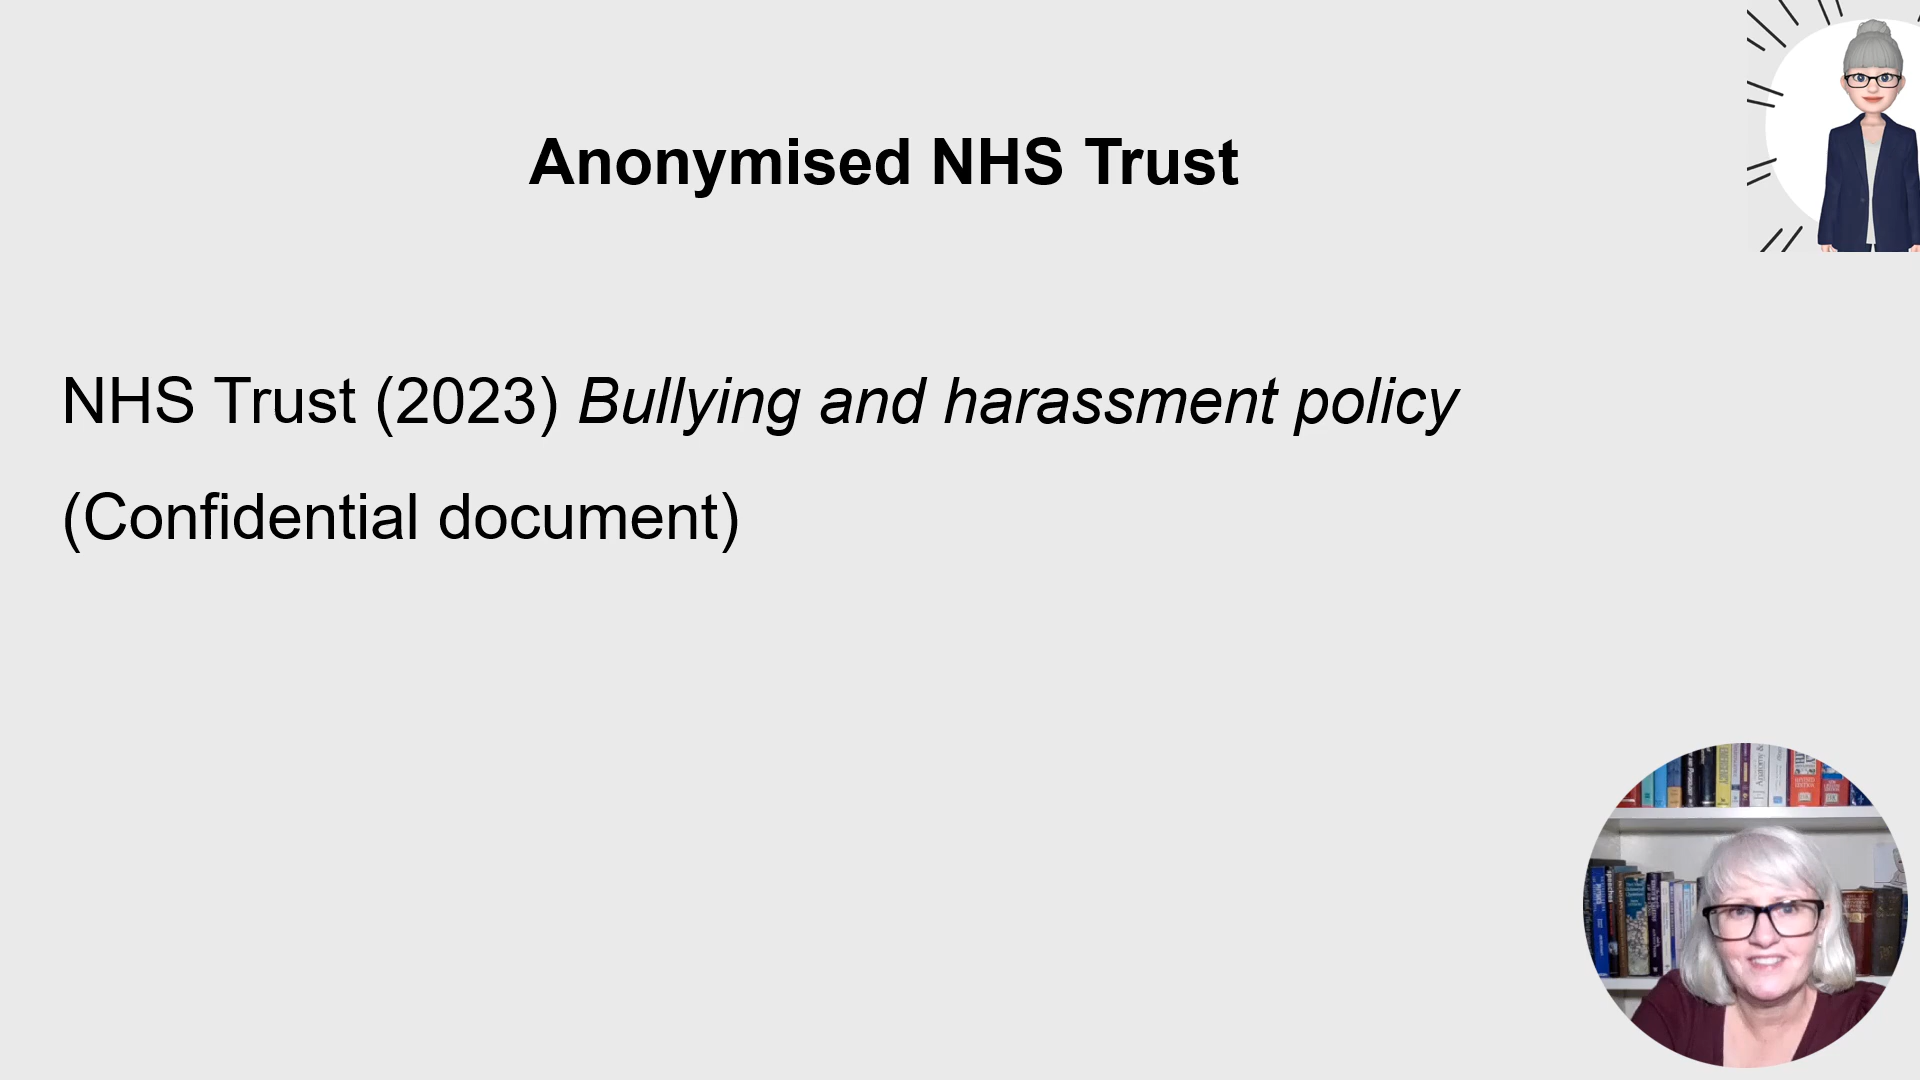 Anonymised NHS Trust
NHS Trust (2023) Bullying and harassment policy
(Confidential document)